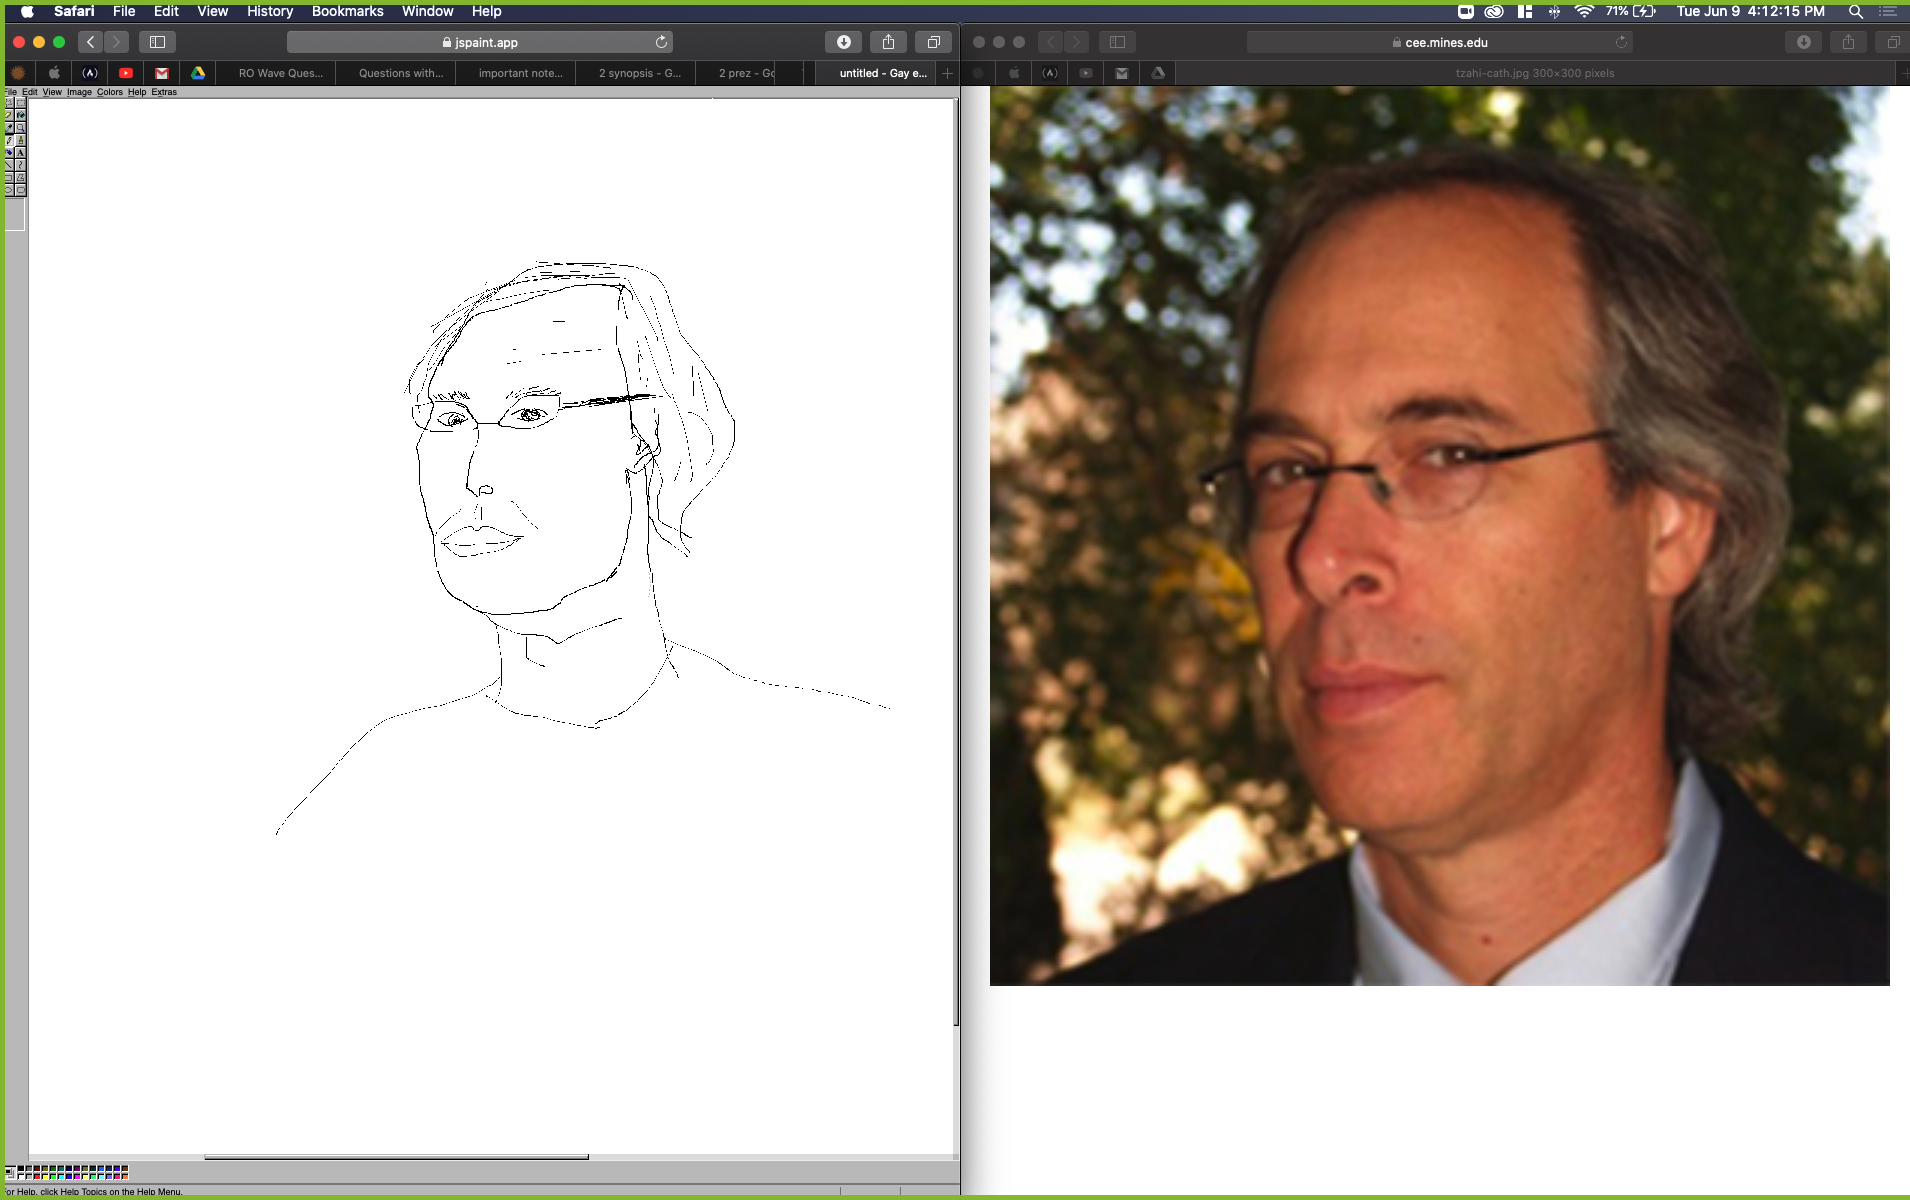 Safari File Edit View History Bookmarks Window Help
71% Tue Jun 9 4:12:15 PM
jspaint.app
cee.mines.edu
RO Wave Ques... Questions with... important note... 2 synopsis - G... 2 prez - Go untitled - Gay e...
tzahi-cath.jpg 300×300 pixels
File Edit View Image Colors Help Extras
For Help, click Help Topics on the Help Menu.